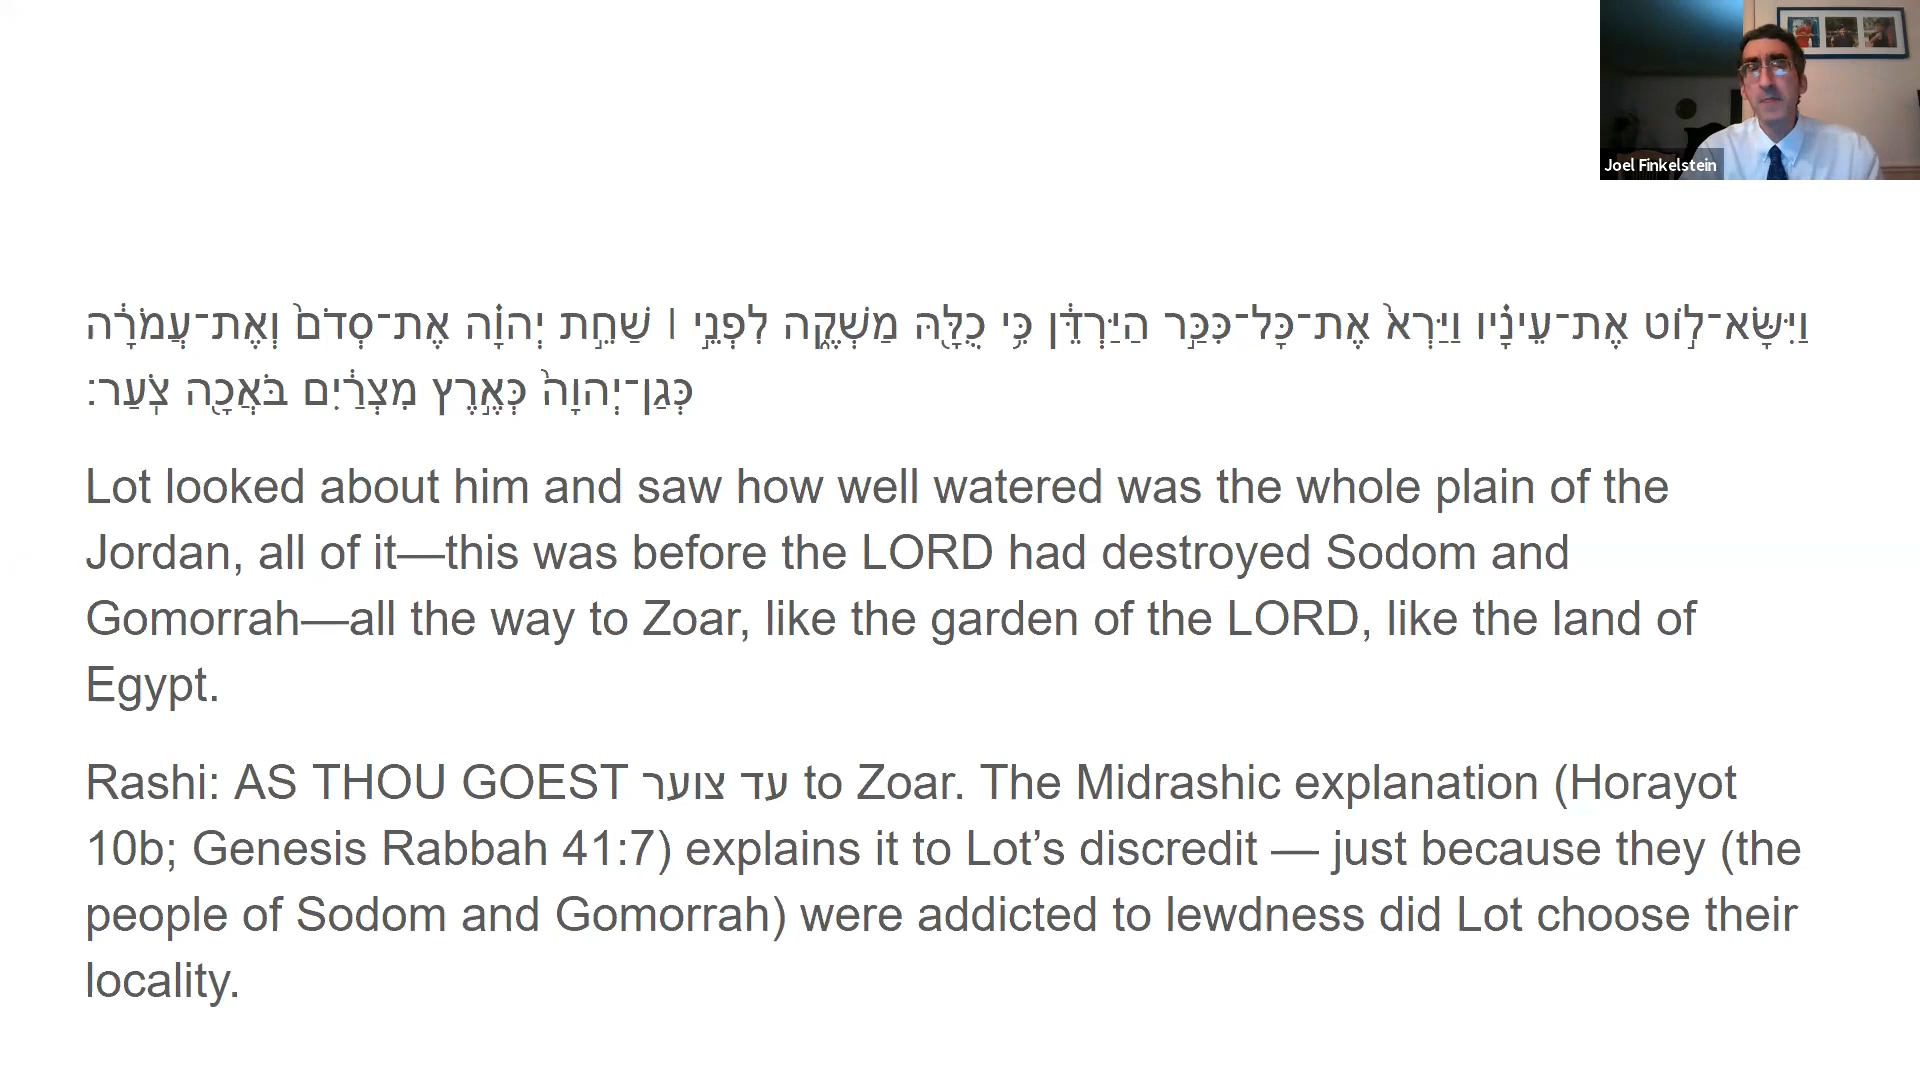 Joel Finkelstein
וַיִּשָּׂא־ל֣וֹט אֶת־עֵינָ֗יו וַיַּרְא֙ אֶת־כׇּל־כִּכַּ֣ר הַיַּרְדֵּ֔ן כִּ֥י כֻלָּ֖הּ מַשְׁקֶ֑ה לִפְנֵ֣י ׀ שַׁחֵ֣ת יְהוָ֗ה אֶת־סְדֹם֙ וְאֶת־עֲמֹרָ֔ה
כְּגַן־יְהוָה֙ כְּאֶ֣רֶץ מִצְרַ֔יִם בֹּאֲכָ֖ה צֹֽעַר׃
Lot looked about him and saw how well watered was the whole plain of the
Jordan, all of it—this was before the LORD had destroyed Sodom and
Gomorrah—all the way to Zoar, like the garden of the LORD, like the land of
Egypt.
Rashi: AS THOU GOEST עד צוער to Zoar. The Midrashic explanation (Horayot
10b; Genesis Rabbah 41:7) explains it to Lot’s discredit — just because they (the
people of Sodom and Gomorrah) were addicted to lewdness did Lot choose their
locality.